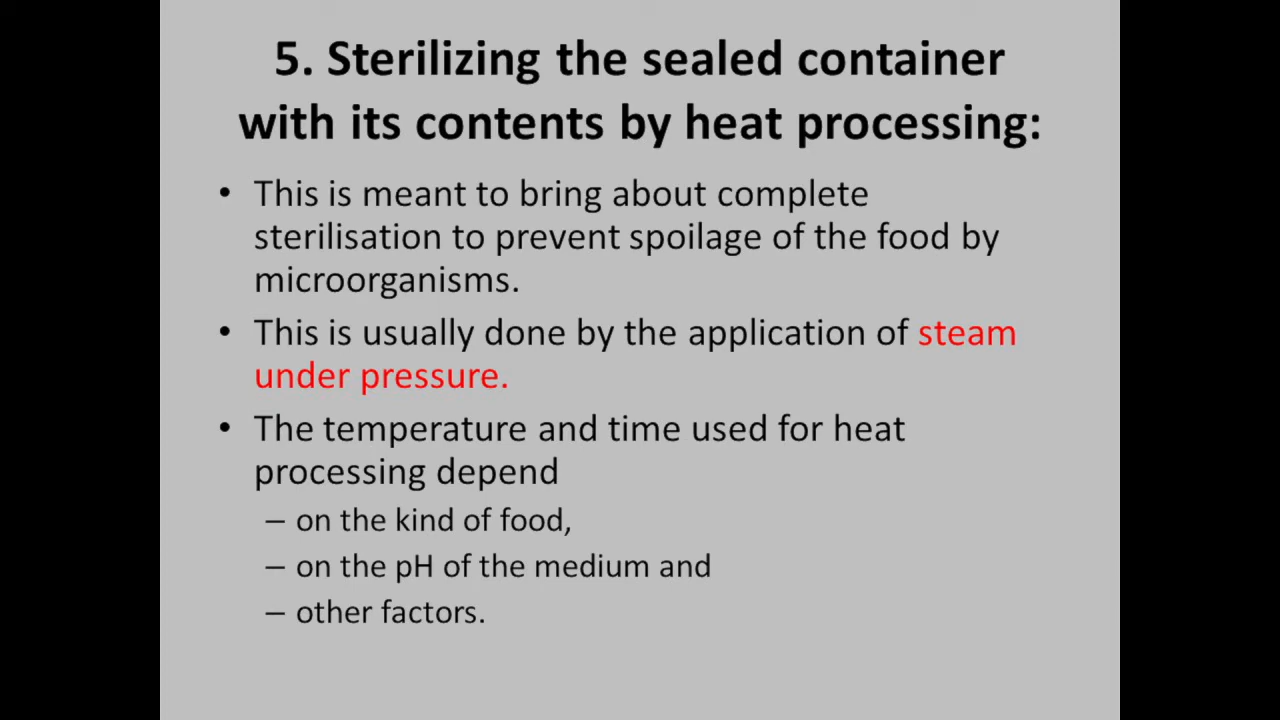 5. Sterilizing the sealed container
with its contents by heat processing:
• This is meant to bring about complete
sterilisation to prevent spoilage of the food by
microorganisms.
• This is usually done by the application of steam
under pressure.
• The temperature and time used for heat
processing depend
– on the kind of food,
– on the pH of the medium and
– other factors.